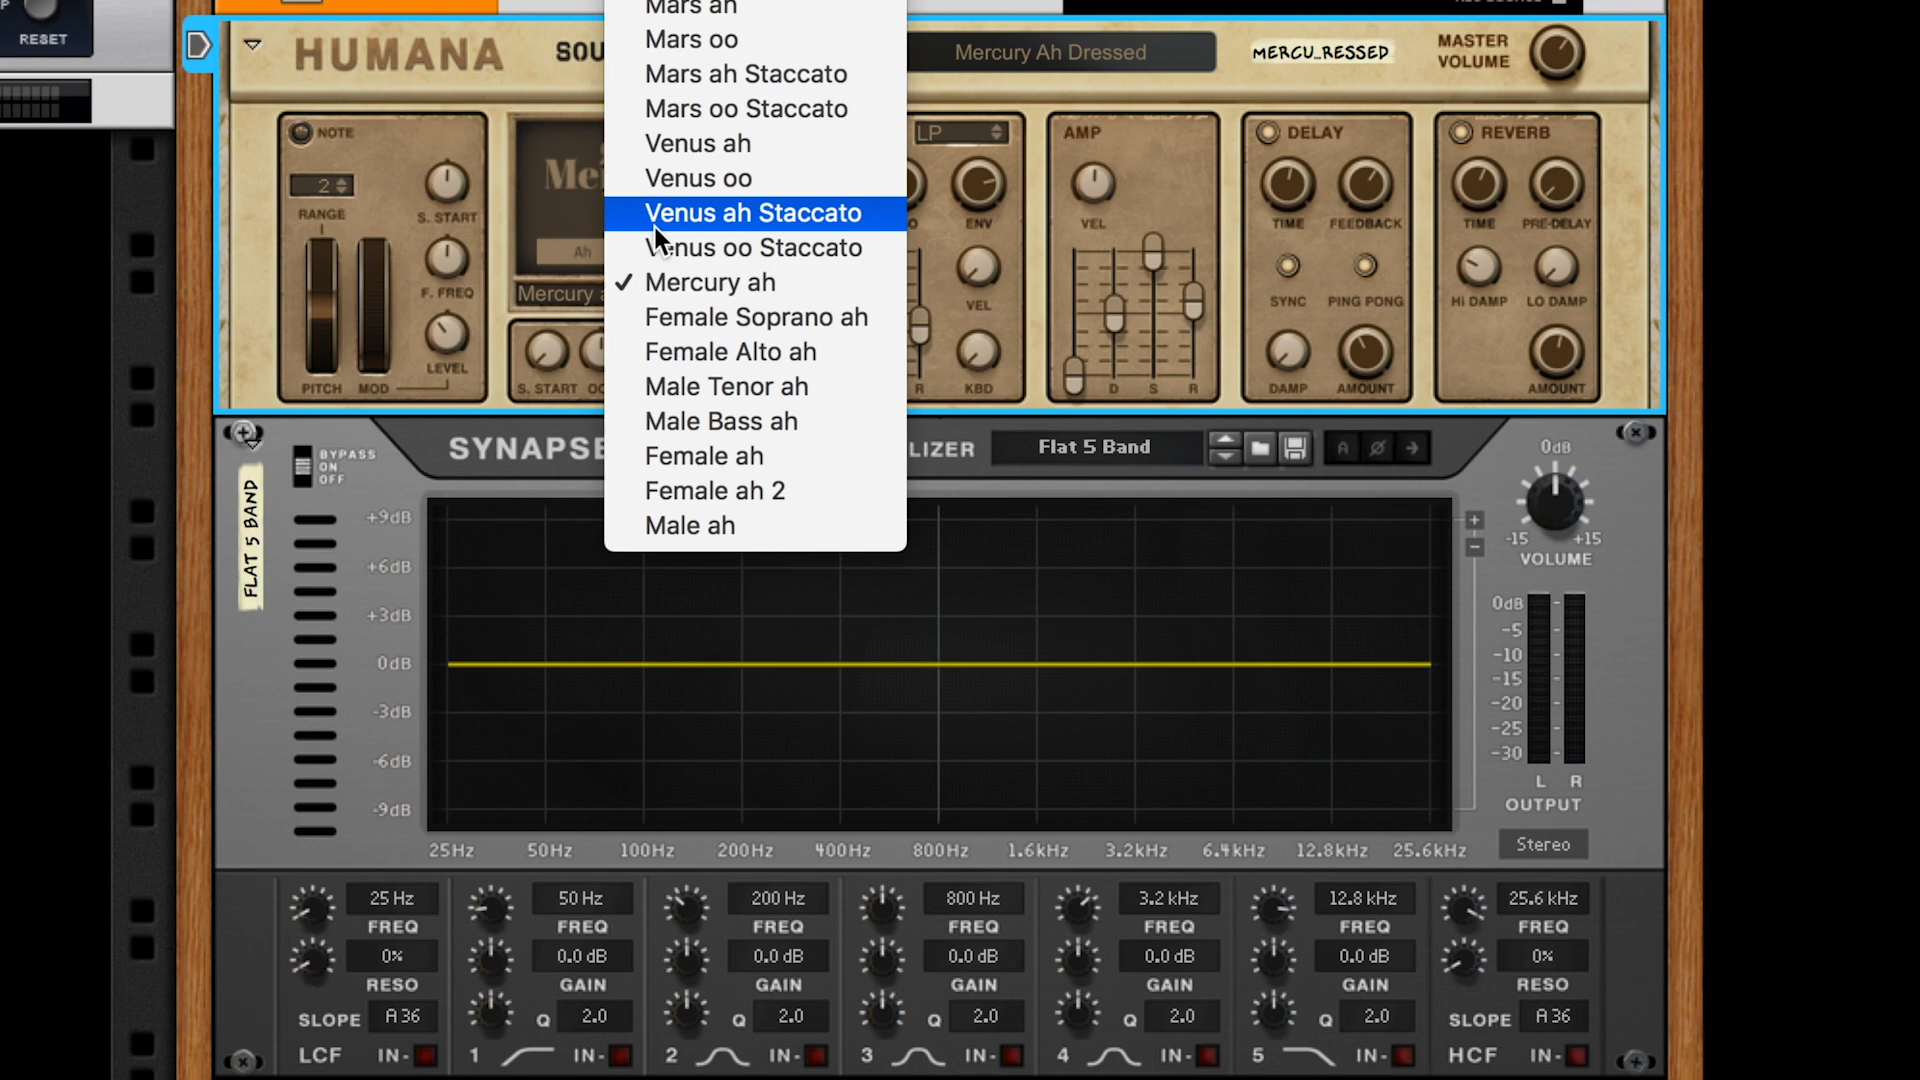 RESET
HUMANA
SOU
Mercury Ah Dressed
MERCU...RESSED
MASTER
VOLUME
Mars ah
Mars oo
Mars ah Staccato
Mars oo Staccato
Venus ah
Venus oo
Venus ah Staccato
Venus oo Staccato
✓ Mercury ah
Female Soprano ah
Female Alto ah
Male Tenor ah
Male Bass ah
Female ah
Female ah 2
Male ah
NOTE
2
RANGE
S. START
F. FREQ
LEVEL
PITCH MOD
Ah
S. START
LP
ENV
VEL
R KBD
AMP
VEL
D S R
DELAY
TIME FEEDBACK
SYNC PING PONG
DAMP AMOUNT
REVERB
TIME PRE-DELAY
Hi DAMP LO DAMP
AMOUNT
BYPASS
ON
OFF
SYNAPSE
LIZER
Flat 5 Band
A Ø →
FLAT 5 BAND
+9dB
+6dB
+3dB
0dB
-3dB
-6dB
-9dB
25Hz 50Hz 100Hz 200Hz 400Hz 800Hz 1.6kHz 3.2kHz 6.4kHz 12.8kHz 25.6kHz
0dB
-15 +15
VOLUME
0dB
-5
-10
-15
-20
-25
-30
L R
OUTPUT
Stereo
25 Hz 50 Hz 200 Hz 800 Hz 3.2 kHz 12.8 kHz 25.6 kHz
FREQ FREQ FREQ FREQ FREQ FREQ FREQ
0% 0.0 dB 0.0 dB 0.0 dB 0.0 dB 0.0 dB 0%
RESO GAIN GAIN GAIN GAIN GAIN RESO
SLOPE A 36 Q 2.0 Q 2.0 Q 2.0 Q 2.0 Q 2.0 SLOPE A 36
LCF IN- 1 IN- 2 IN- 3 IN- 4 IN- 5 IN- HCF IN-